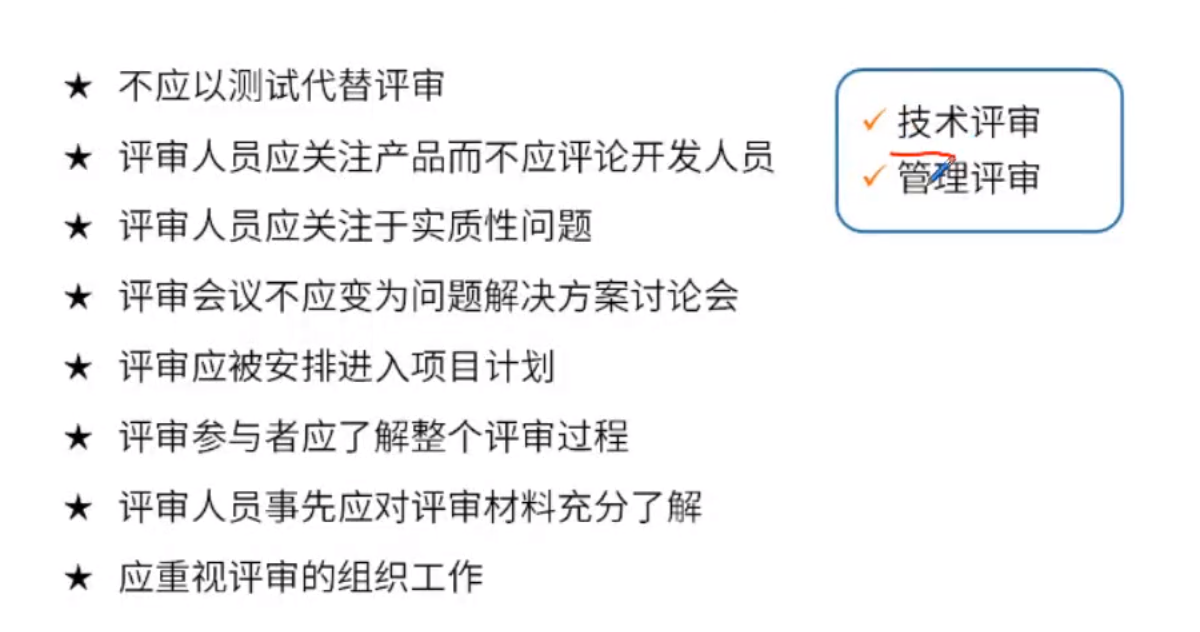 ★ 不应以测试代替评审
★ 评审人员应关注产品而不应评论开发人员
★ 评审人员应关注于实质性问题
★ 评审会议不应变为问题解决方案讨论会
★ 评审应被安排进入项目计划
★ 评审参与者应了解整个评审过程
★ 评审人员事先应对评审材料充分了解
★ 应重视评审的组织工作
✓ 技术评审
✓ 管理评审